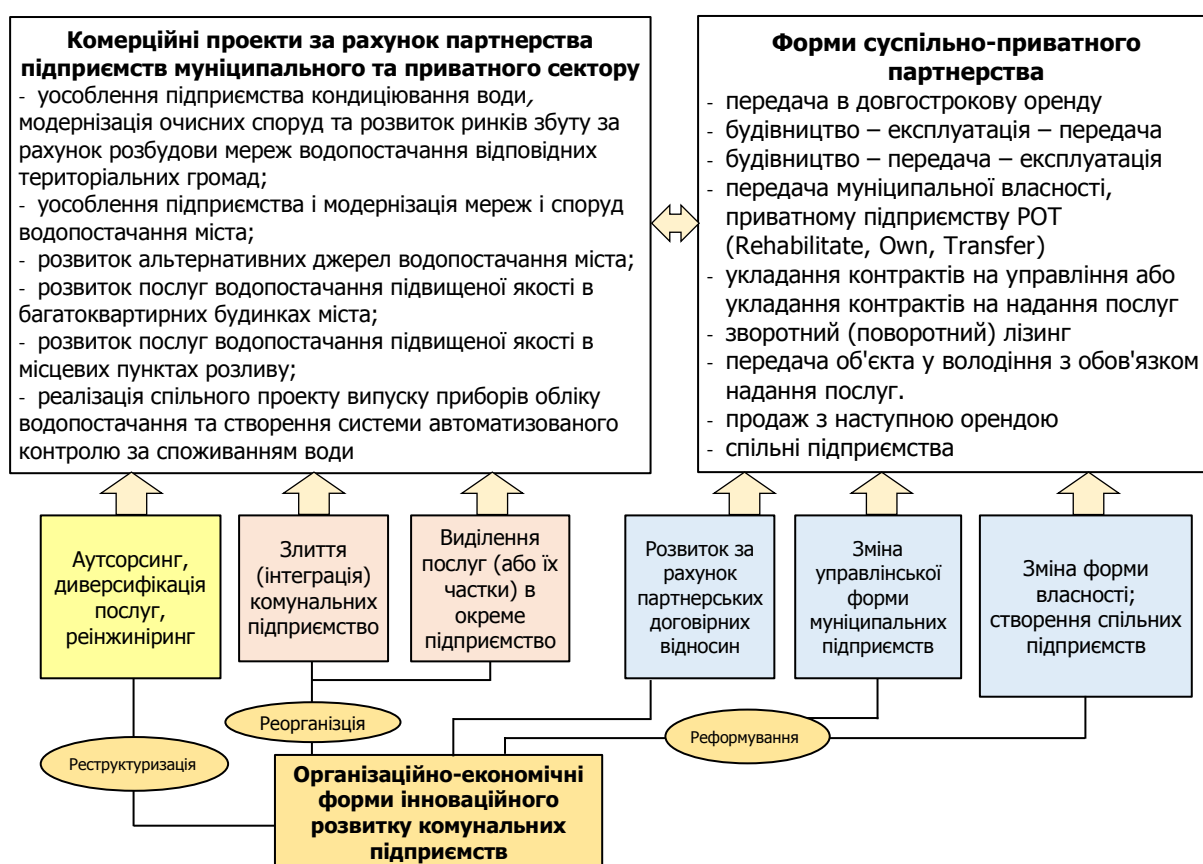 Комерційні проекти за рахунок партнерства
підприємств муніципального та приватного сектору
- уособлення підприємства кондиціювання води,
модернізація очисних споруд та розвиток ринків збуту за
рахунок розбудови мереж водопостачання відповідних
територіальних громад;
- уособлення підприємства і модернізація мереж і споруд
водопостачання міста;
- розвиток альтернативних джерел водопостачання міста;
- розвиток послуг водопостачання підвищеної якості в
багатоквартирних будинках міста;
- розвиток послуг водопостачання підвищеної якості в
місцевих пунктах розливу;
- реалізація спільного проекту випуску приборів обліку
водопостачання та створення системи автоматизованого
контролю за споживанням води
Форми суспільно-приватного
партнерства
- передача в довгострокову оренду
- будівництво – експлуатація – передача
- будівництво – передача – експлуатація
- передача муніципальної власності,
приватному підприємству РОТ
(Rehabilitate, Own, Transfer)
- укладання контрактів на управління або
укладання контрактів на надання послуг
- зворотний (поворотний) лізинг
- передача об'єкта у володіння з обов'язком
надання послуг.
- продаж з наступною орендою
- спільні підприємства
Аутсорсинг,
диверсифікація
послуг,
реінжиніринг
Злиття
(інтеграція)
комунальних
підприємство
Виділення
послуг (або їх
частки) в
окреме
підприємство
Розвиток за
рахунок
партнерських
договірних
відносин
Зміна
управлінської
форми
муніципальних
підприємств
Зміна форми
власності;
створення спільних
підприємств
Реструктуризація
Реорганізція
Реформування
Організаційно-економічні
форми інноваційного
розвитку комунальних
підприємств